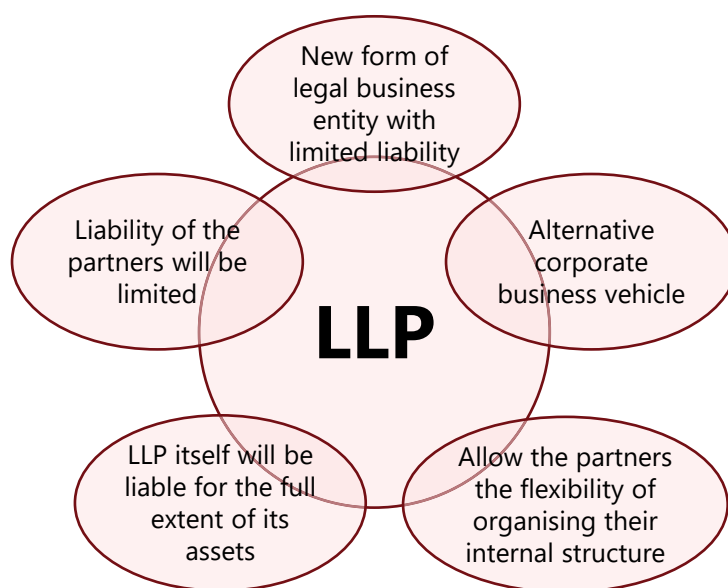 New form of
legal business
entity with
limited liability
Liability of the
partners will be
limited
Alternative
corporate
business vehicle
LLP
LLP itself will be
liable for the full
extent of its
assets
Allow the partners
the flexibility of
organising their
internal structure